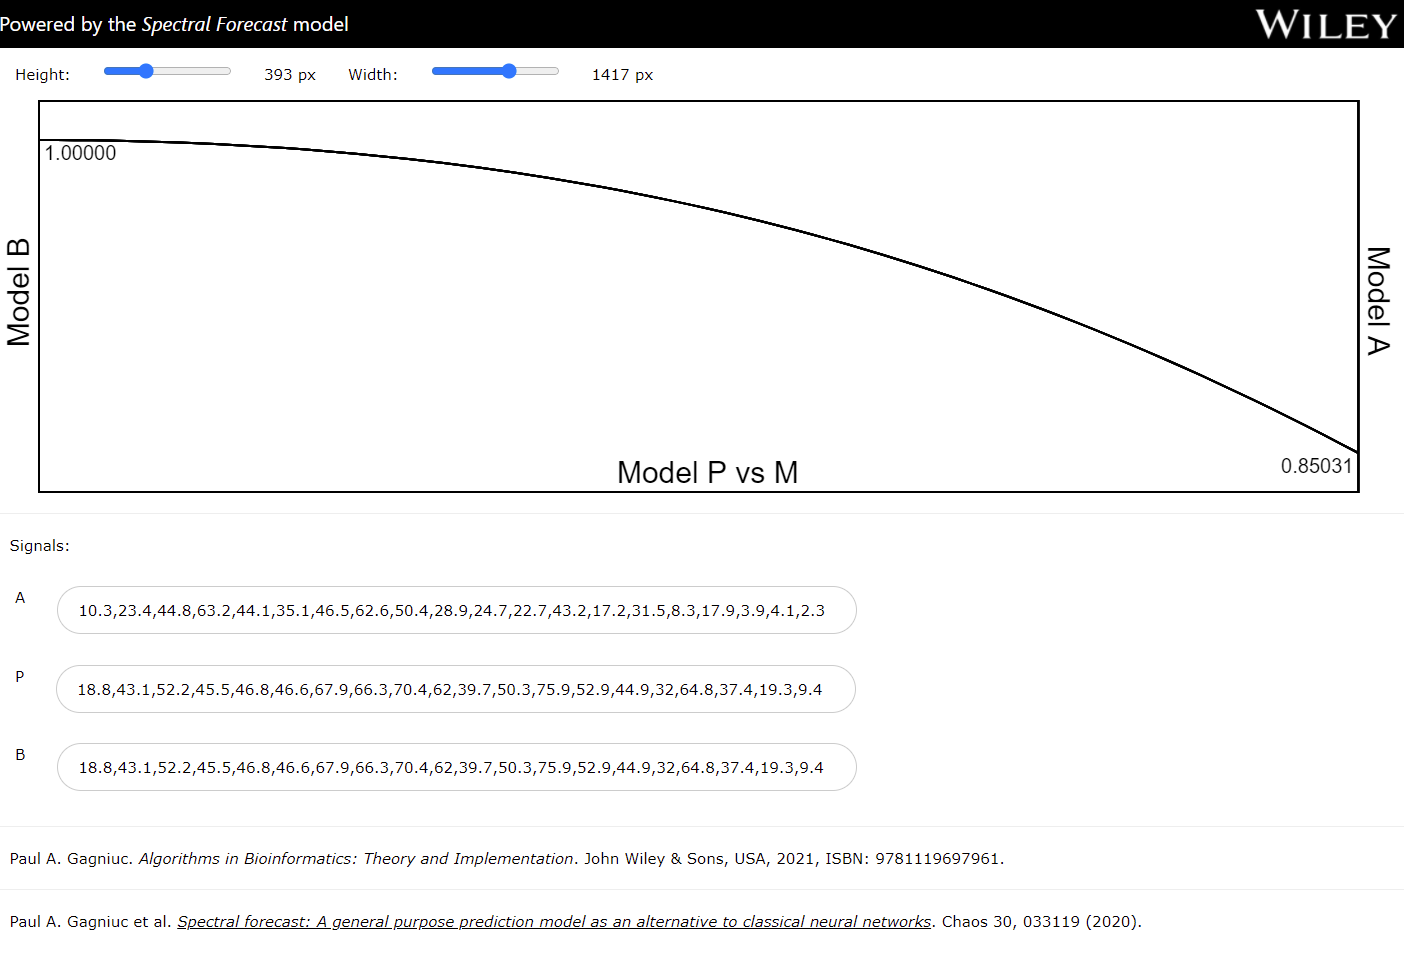 Powered by the Spectral Forecast model
WILEY
Height: 393 px Width: 1417 px
1.00000
Model B
Model A
0.85031
Model P vs M
Signals:
A 10.3,23.4,44.8,63.2,44.1,35.1,46.5,62.6,50.4,28.9,24.7,22.7,43.2,17.2,31.5,8.3,17.9,3.9,4.1,2.3
P 18.8,43.1,52.2,45.5,46.8,46.6,67.9,66.3,70.4,62,39.7,50.3,75.9,52.9,44.9,32,64.8,37.4,19.3,9.4
B 18.8,43.1,52.2,45.5,46.8,46.6,67.9,66.3,70.4,62,39.7,50.3,75.9,52.9,44.9,32,64.8,37.4,19.3,9.4
Paul A. Gagniuc. Algorithms in Bioinformatics: Theory and Implementation. John Wiley & Sons, USA, 2021, ISBN: 9781119697961.
Paul A. Gagniuc et al. Spectral forecast: A general purpose prediction model as an alternative to classical neural networks. Chaos 30, 033119 (2020).